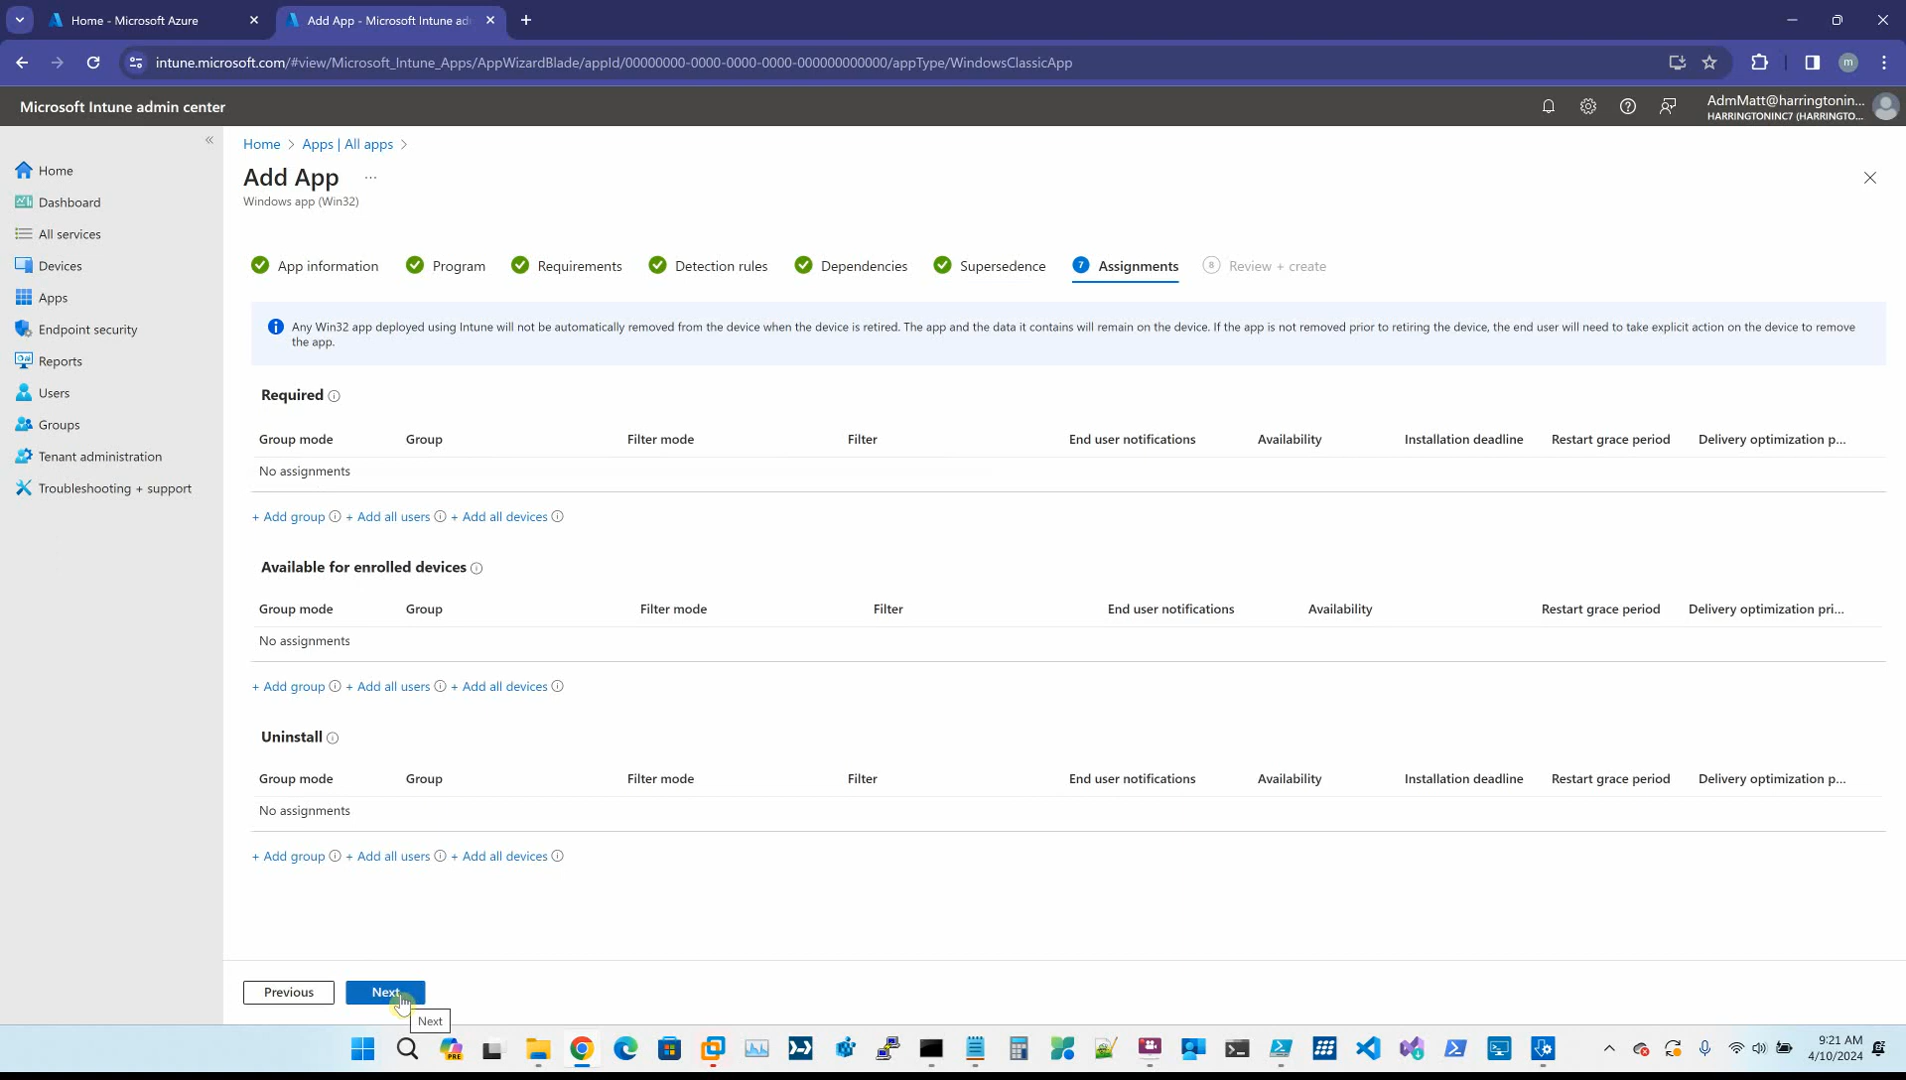 Home - Microsoft Azure
Add App - Microsoft Intune ad
intune.microsoft.com/#view/Microsoft_Intune_Apps/AppWizardBlade/appId/00000000-0000-0000-0000-000000000000/appType/WindowsClassicApp
m
Microsoft Intune admin center
AdmMatt@harringtonin...
HARRINGTONINC7 (HARRINGTO...
Home
Dashboard
All services
Devices
Apps
Endpoint security
Reports
Users
Groups
Tenant administration
Troubleshooting + support
Home > Apps | All apps >
Add App ...
Windows app (Win32)
App information Program Requirements Detection rules Dependencies Supersedence 7 Assignments 8 Review + create
Any Win32 app deployed using Intune will not be automatically removed from the device when the device is retired. The app and the data it contains will remain on the device. If the app is not removed prior to retiring the device, the end user will need to take explicit action on the device to remove
the app.
Required
Group mode Group Filter mode Filter End user notifications Availability Installation deadline Restart grace period Delivery optimization p...
No assignments
+ Add group + Add all users + Add all devices
Available for enrolled devices
Group mode Group Filter mode Filter End user notifications Availability Restart grace period Delivery optimization pri...
No assignments
+ Add group + Add all users + Add all devices
Uninstall
Group mode Group Filter mode Filter End user notifications Availability Installation deadline Restart grace period Delivery optimization p...
No assignments
+ Add group + Add all users + Add all devices
Previous Next
Next
PRE
9:21 AM
4/10/2024